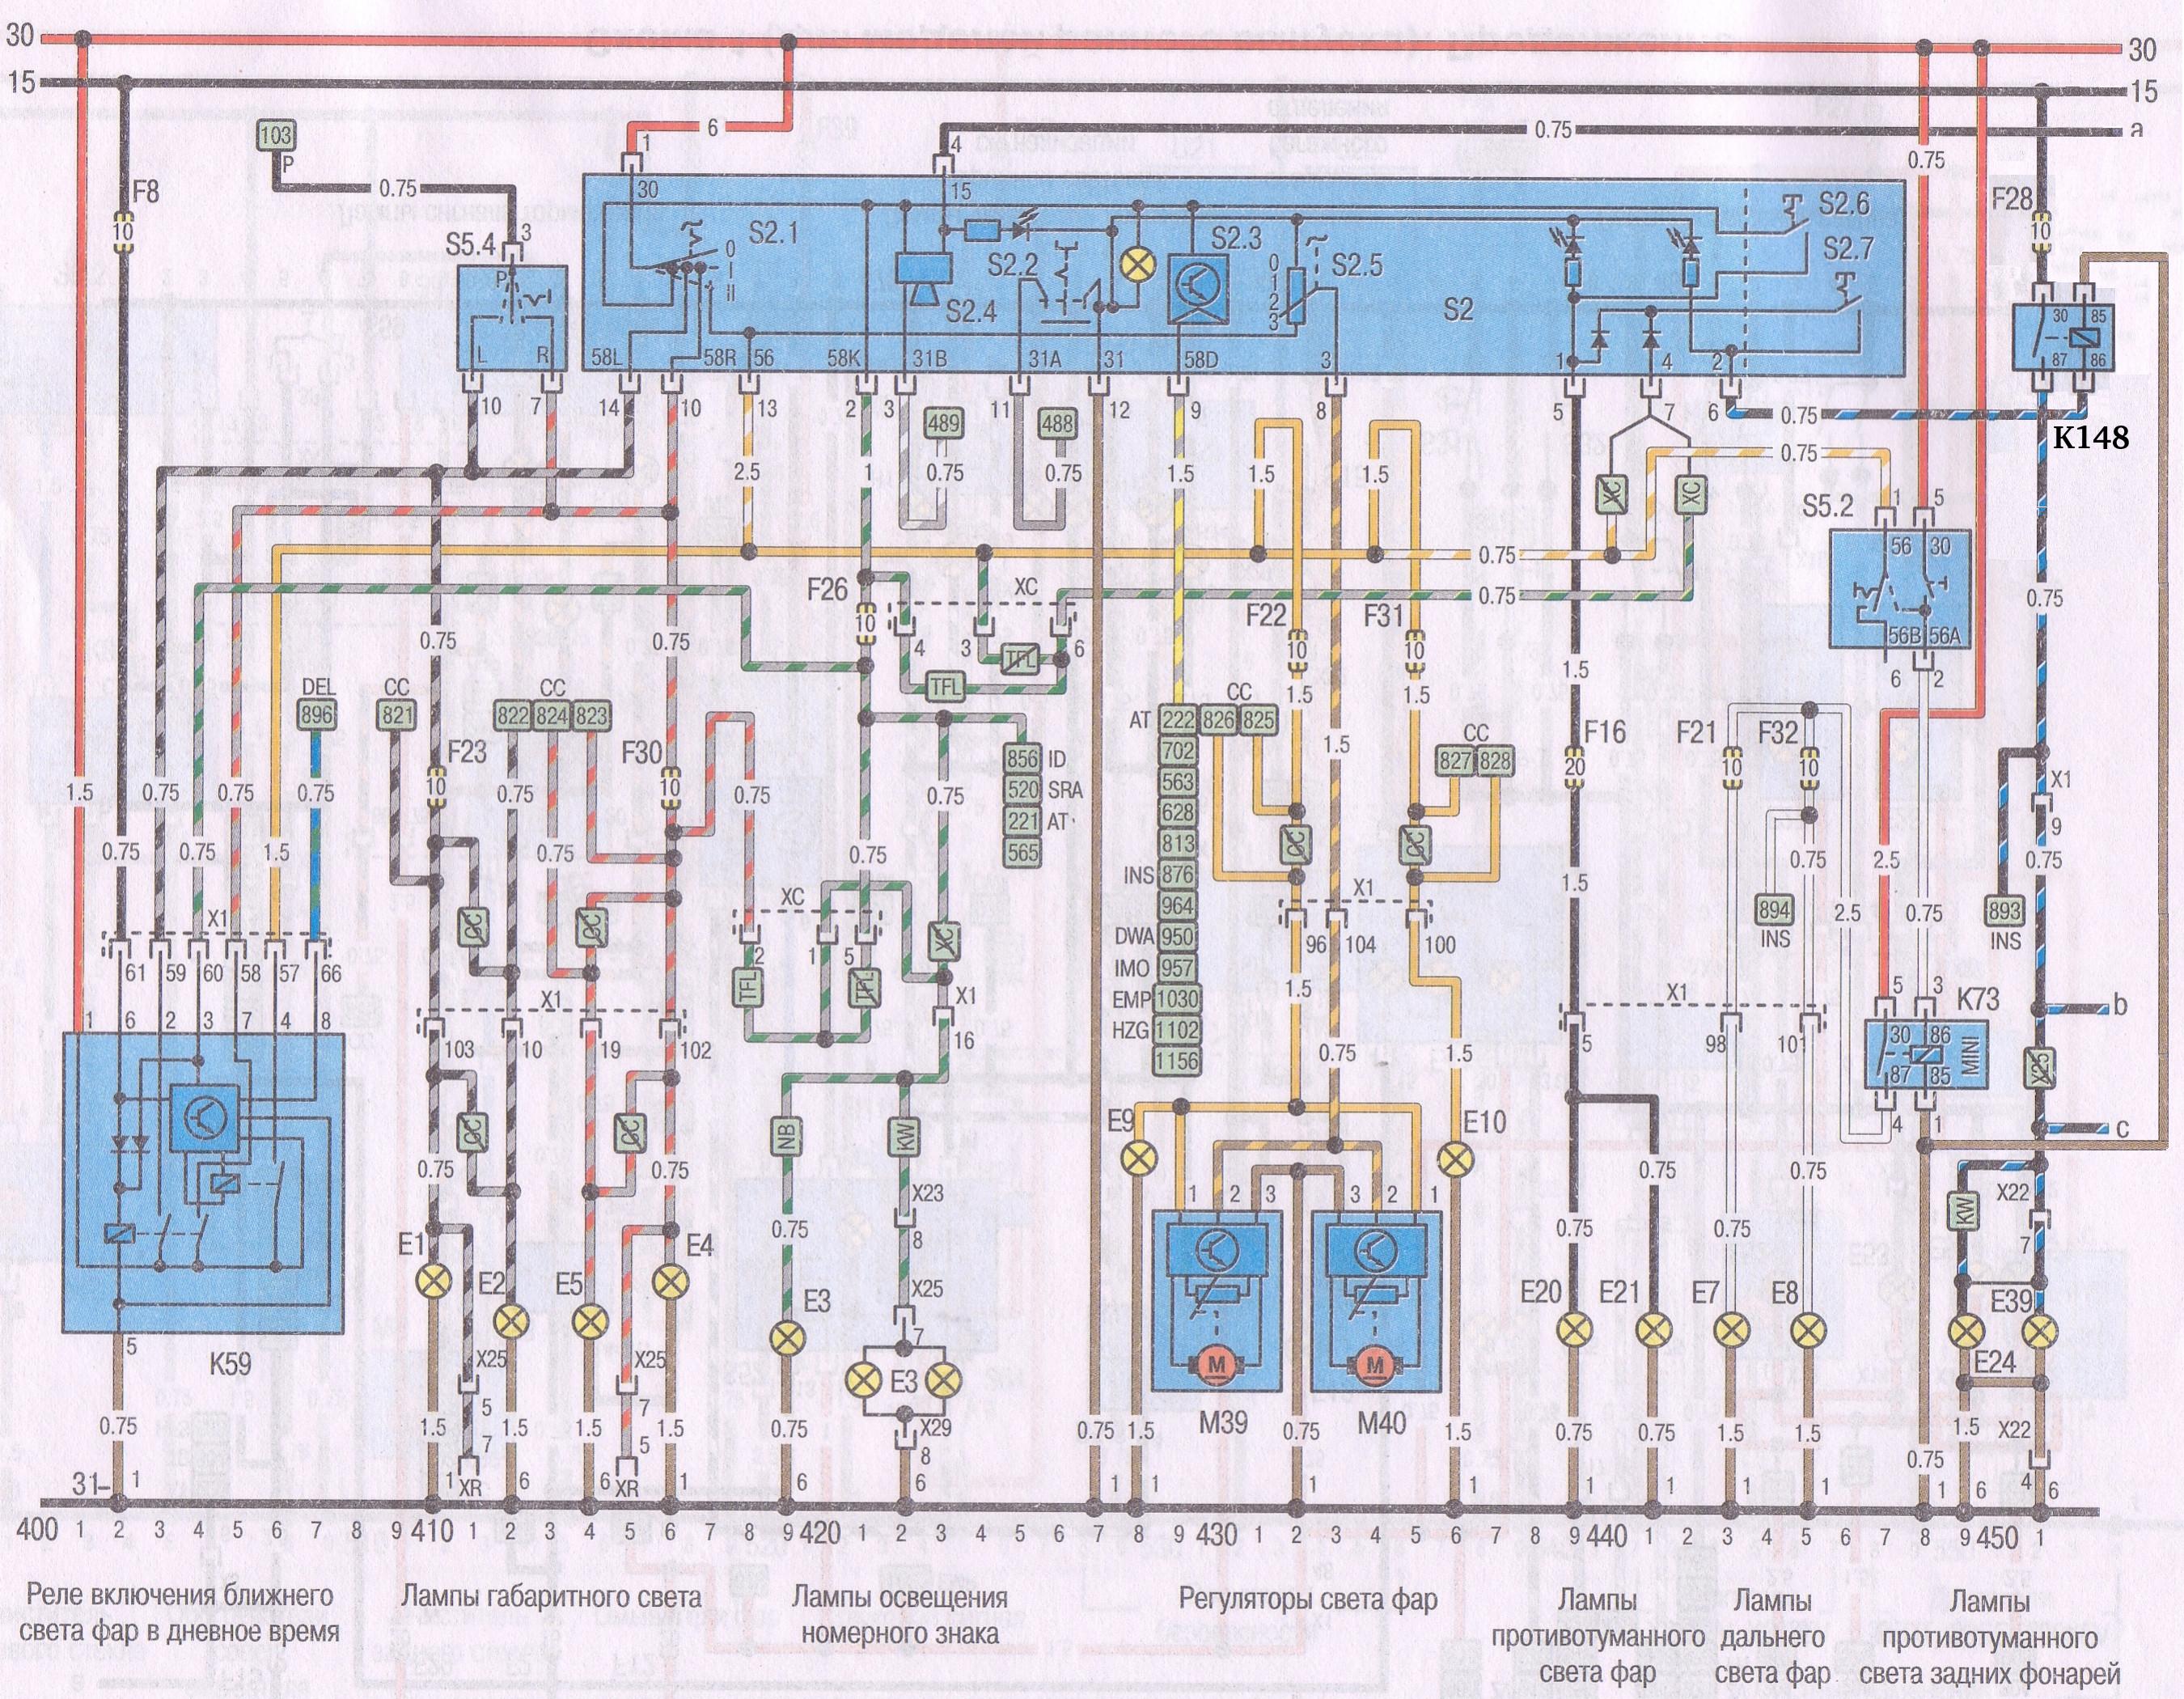 30
30
15
15
a
6
0.75
0.75
103
P
0.75
F8
10
F28
10
1
4
3
S5.4
P
L
R
30
15
S2.1
0
I
II
S2.2
S2.4
S2.3
0
1
2
3
S2.5
S2
S2.6
S2.7
30
85
87
86
K148
58L
58R
56
58K
31B
31A
31
58D
3
1
4
2
10
7
14
10
13
2
3
11
12
9
8
5
7
6
0.75
489
488
2.5
1
0.75
0.75
1.5
1.5
1.5
XC
XC
0.75
S5.2
1
5
56
30
56B
56A
6
2
0.75
0.75
0.75
0.75
0.75
F26
10
XC
4
3
6
TFL
TFL
F22
10
F31
10
1.5
1.5
1.5
1.5
0.75
DEL
896
CC
821
CC
822
824
823
F23
10
F30
10
AT
222
702
563
628
813
INS
876
964
DWA
950
IMO
957
EMP
1030
HZG
1102
1156
CC
826
825
CC
827
828
CC
CC
F16
20
1.5
F21
10
F32
10
X1
9
0.75
1.5
0.75
0.75
0.75
0.75
0.75
1.5
0.75
0.75
0.75
0.75
0.75
0.75
856
ID
520
SRA
221
AT
565
894
INS
0.75
2.5
2.5
0.75
893
INS
X1
61
59
60
58
57
66
CC
CC
XC
2
1
5
TFL
TFL
XC
X1
16
X1
96
104
100
1.5
0.75
1.5
1
6
2
3
7
4
8
X1
103
10
19
102
X1
5
98
101
5
3
K73
30
86
87
85
MINI
4
1
b
X25
c
CC
CC
0.75
0.75
NB
KW
X23
8
X25
7
0.75
E9
E10
1
2
3
3
2
1
0.75
0.75
0.75
0.75
KW
X22
7
5
K59
E1
E2
E5
E4
E3
E3
X29
8
M
M39
M
M40
E20
E21
E7
E8
E39
E24
X22
4
X25
5
7
XR
X25
7
5
XR
0.75
1.5
1.5
1.5
1.5
0.75
0.75
1.5
0.75
1.5
0.75
0.75
1.5
1.5
0.75
1.5
31
1
1
6
6
1
6
6
1
1
1
1
1
1
1
1
1
6
6
400 1 2 3 4 5 6 7 8 9 410 1 2 3 4 5 6 7 8 9 420 1 2 3 4 5 6 7 8 9 430 1 2 3 4 5 6 7 8 9 440 1 2 3 4 5 6 7 8 9 450 1
Реле включения ближнего
света фар в дневное время
Лампы габаритного света
Лампы освещения
номерного знака
Регуляторы света фар
Лампы
противотуманного
света фар
Лампы
дальнего
света фар
Лампы
противотуманного
света задних фонарей